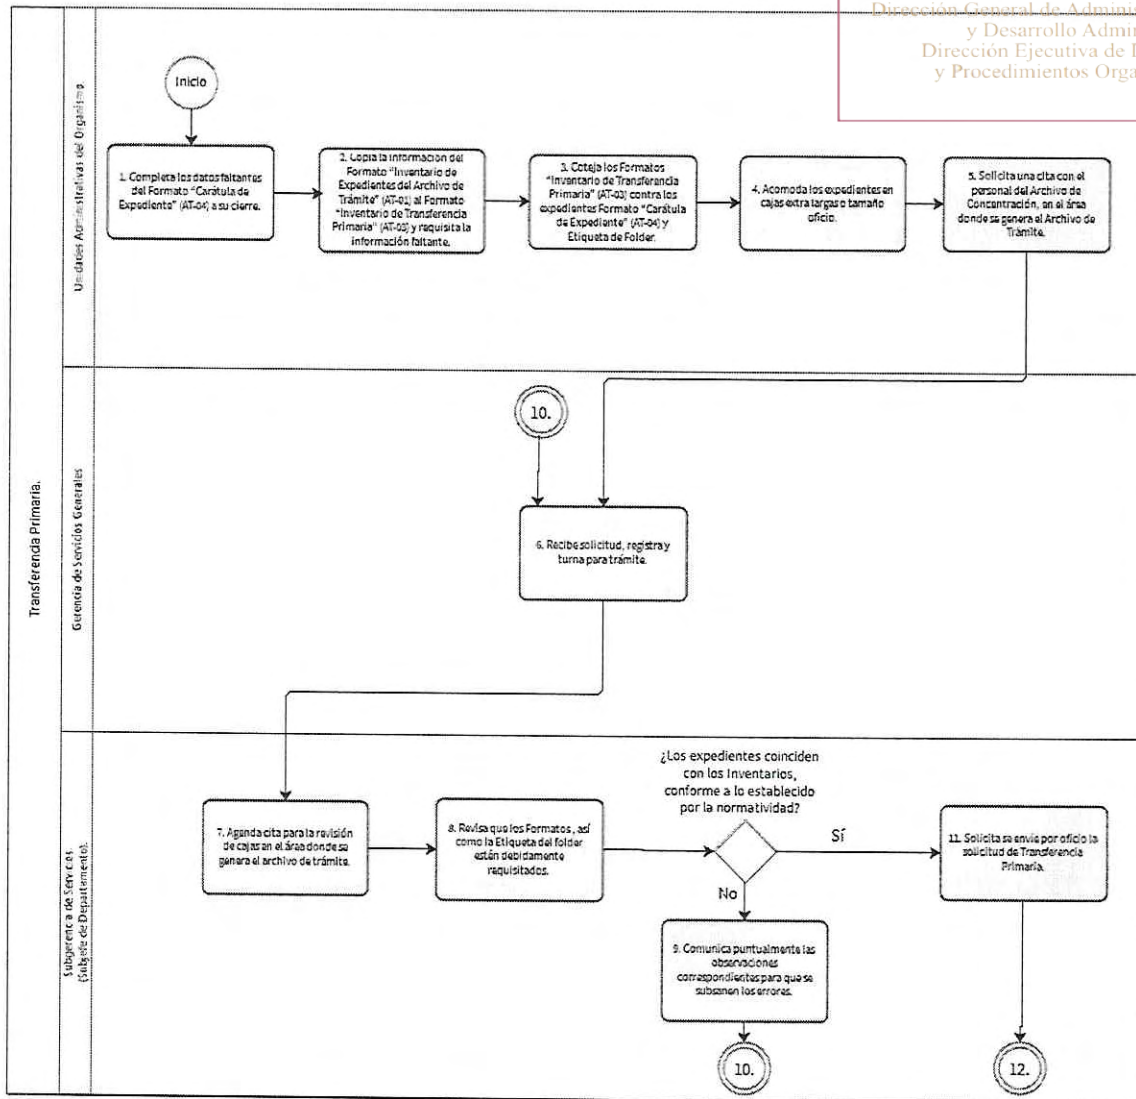 Dirección General de Adminis
y Desarrollo Admin
Dirección Ejecutiva de
y Procedimientos Orga
Transferencia Primaria.
Unidades Administrativas del Organismo.
Inicio
1. Completa los datos faltantes
del Formato "Carátula de
Expediente" (AT-04) a su cierre.
2. Copia la información del
Formato "Inventario de
Expedientes del Archivo de
Trámite" (AT-01) al Formato
"Inventario de Transferencia
Primaria" (AT-03) y requisita la
información faltante.
3. Coteja los Formatos
"Inventario de Transferencia
Primaria" (AT-03) contra los
expedientes Formato "Carátula
de Expediente" (AT-04) y
Etiqueta de Folder.
4. Acomoda los expedientes en
cajas extra largas o tamaño
oficio.
5. Solicita una cita con el
personal del Archivo de
Concentración, en el área
donde se genera el Archivo de
Trámite.
Gerencia de Servicios Generales
10.
6. Recibe solicitud, registra y
turna para trámite.
Subgerencia de Servicios.
(Subjefe de Departamento).
7. Agenda cita para la revisión
de cajas en el área donde se
genera el archivo de trámite.
8. Revisa que los Formatos, así
como la Etiqueta del folder
están debidamente
requisitados.
¿Los expedientes coinciden
con los Inventarios,
conforme a lo establecido
por la normatividad?
Sí
No
9. Comunica puntualmente las
observaciones
correspondientes para que se
subsanen los errores.
10.
11. Solicita se envíe por oficio la
solicitud de Transferencia
Primaria.
12.